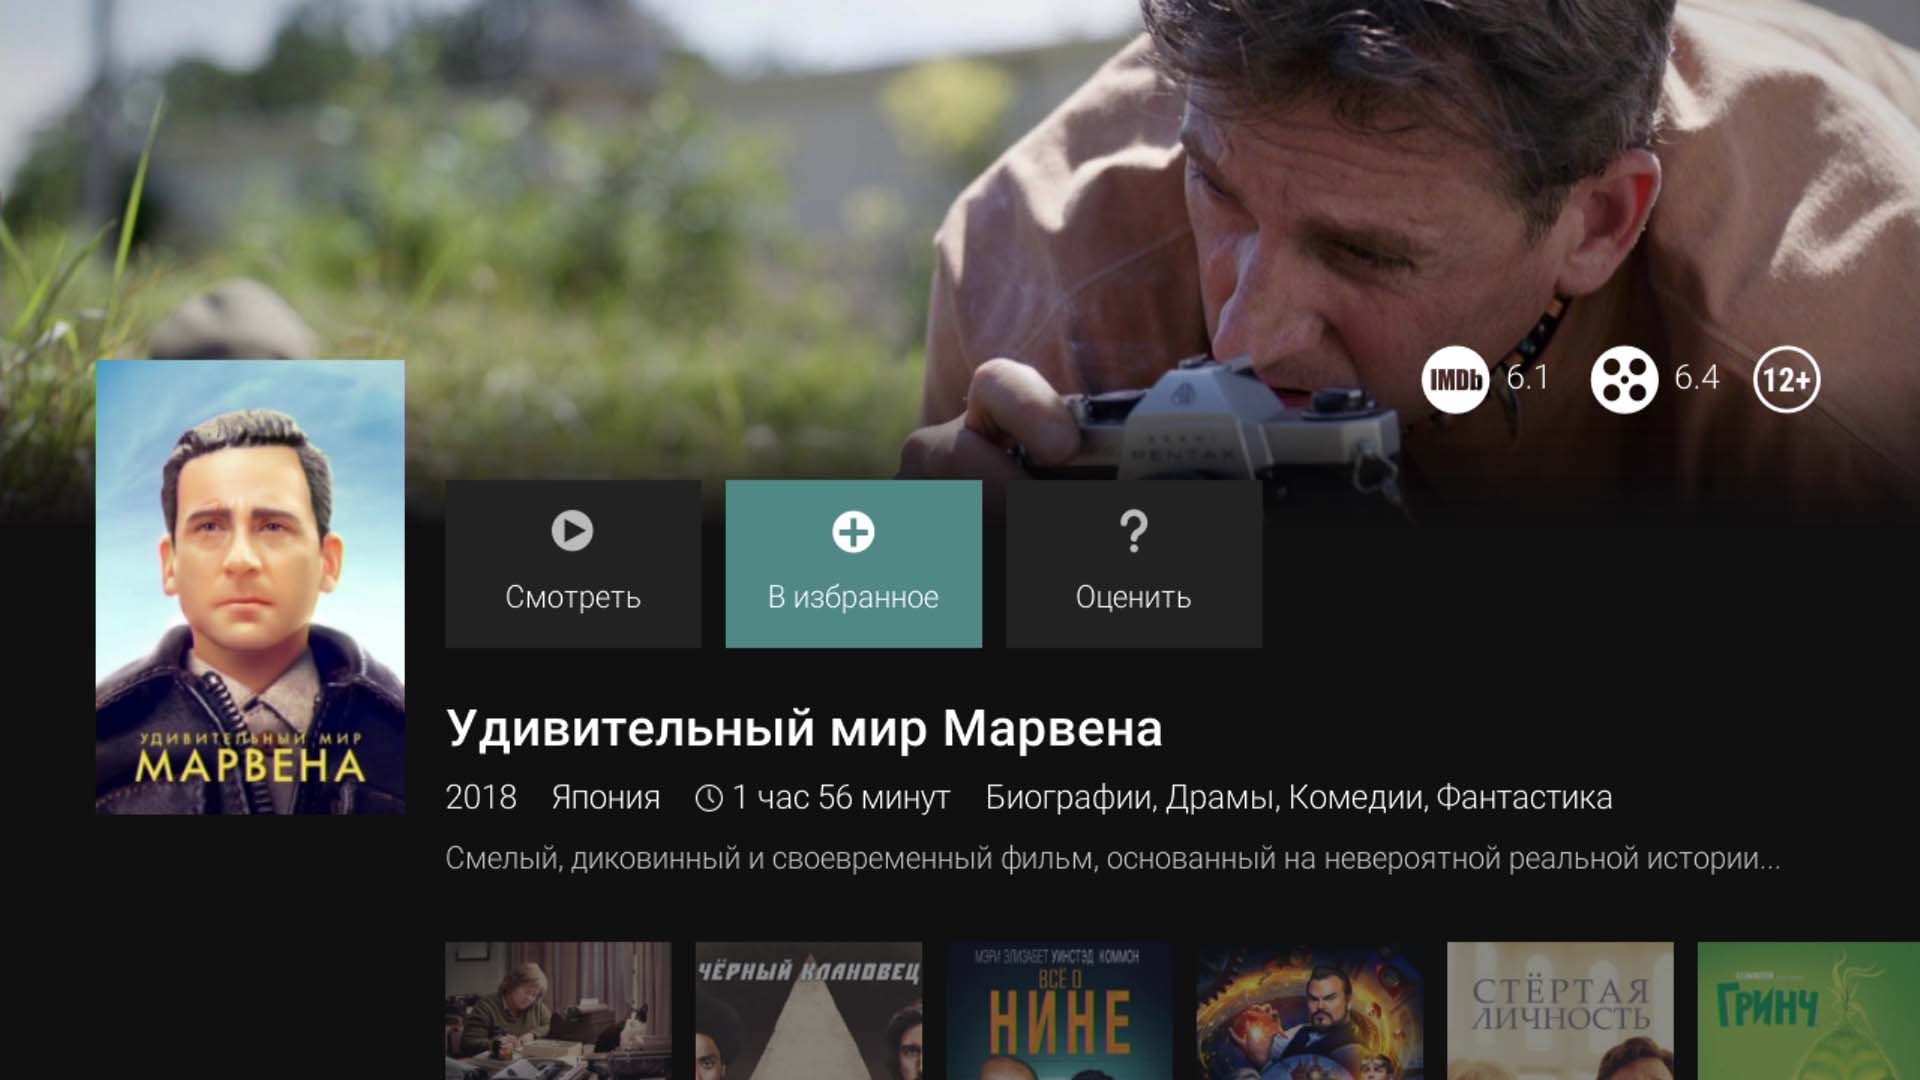 PENTAX
IMDb 6.1 6.4 12+
Смотреть
В избранное
Оценить
УДИВИТЕЛЬНЫЙ МИР
МАРВЕНА
Удивительный мир Марвена
2018 Япония 1 час 56 минут Биографии, Драмы, Комедии, Фантастика
Смелый, диковинный и своевременный фильм, основанный на невероятной реальной истории...
ЧЁРНЫЙ КЛАНОВЕЦ
МЭРИ ЭЛИЗАБЕТ УИНСТЭД КОММОН
ВСЁ О
НИНЕ
СТЁРТАЯ
ЛИЧНОСТЬ
ГРИНЧ